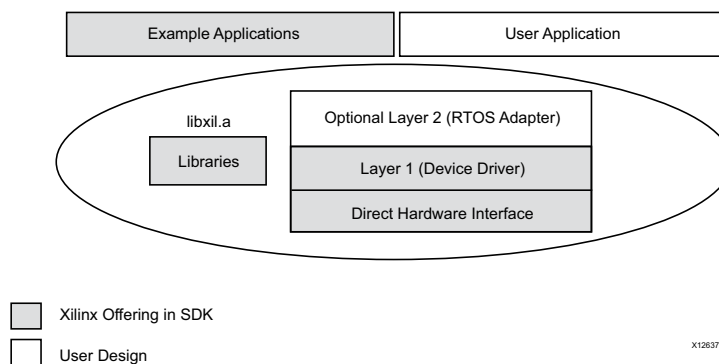 Example Applications
User Application
libxil.a
Libraries
Optional Layer 2 (RTOS Adapter)
Layer 1 (Device Driver)
Direct Hardware Interface
Xilinx Offering in SDK
User Design
X12637